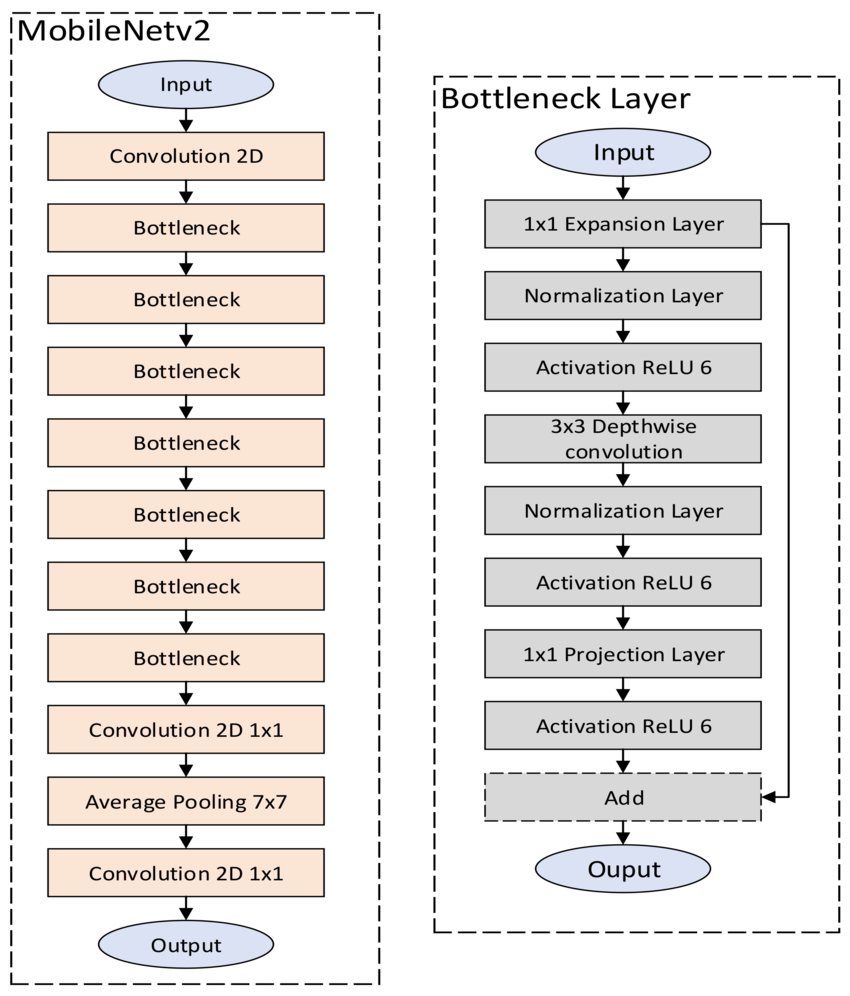 MobileNetv2
Input
Convolution 2D
Bottleneck
Bottleneck
Bottleneck
Bottleneck
Bottleneck
Bottleneck
Bottleneck
Convolution 2D 1x1
Average Pooling 7x7
Convolution 2D 1x1
Output
Bottleneck Layer
Input
1x1 Expansion Layer
Normalization Layer
Activation ReLU 6
3x3 Depthwise
convolution
Normalization Layer
Activation ReLU 6
1x1 Projection Layer
Activation ReLU 6
Add
Ouput